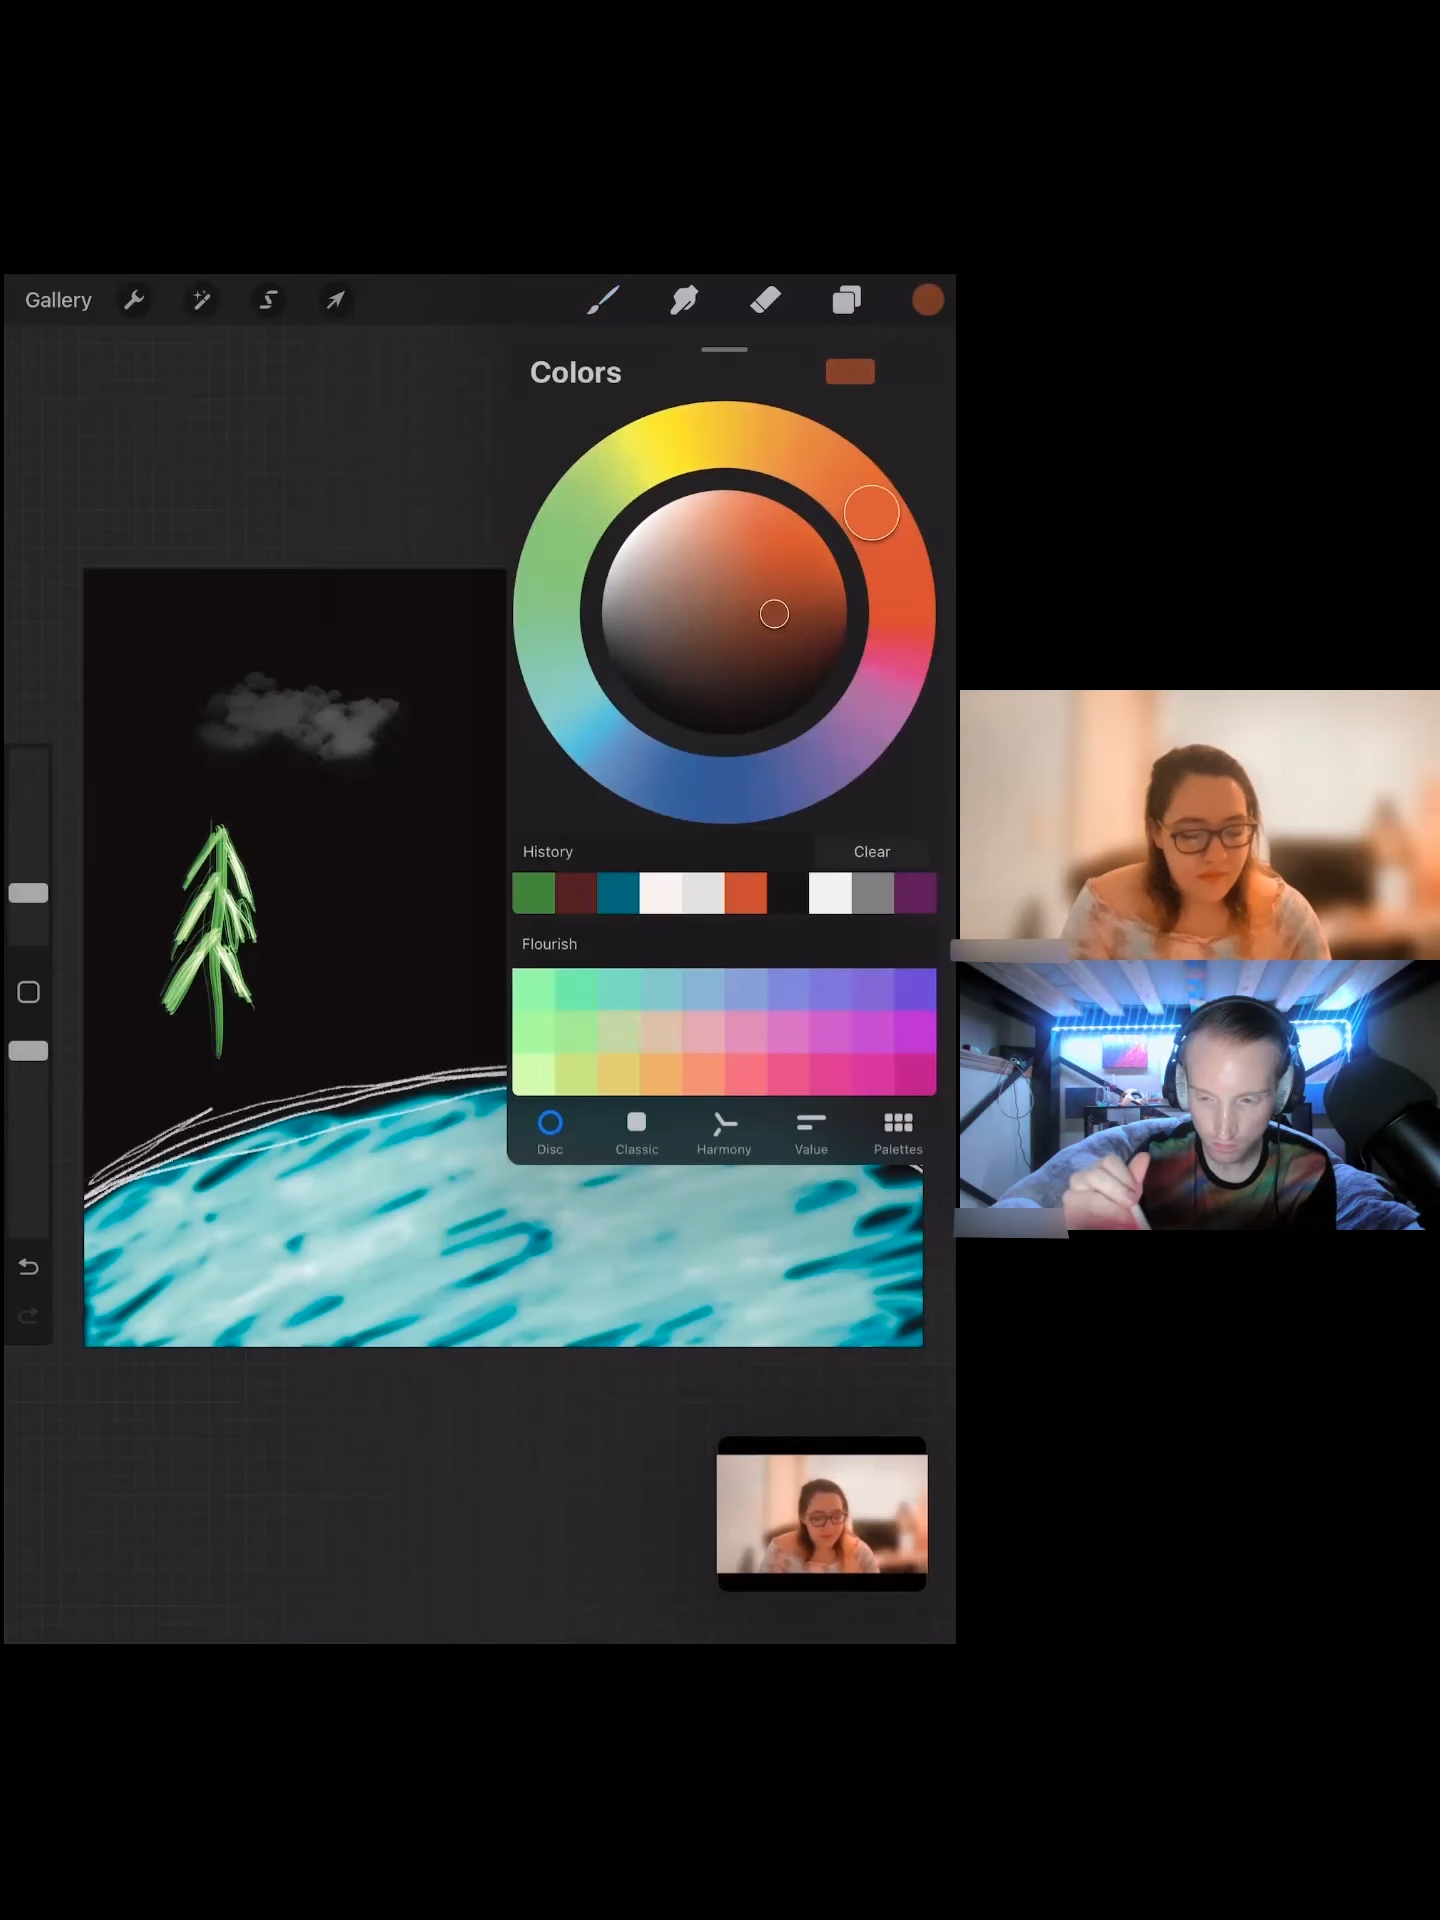 Gallery
Colors
History
Clear
Flourish
Disc
Classic
Harmony
Value
Palettes